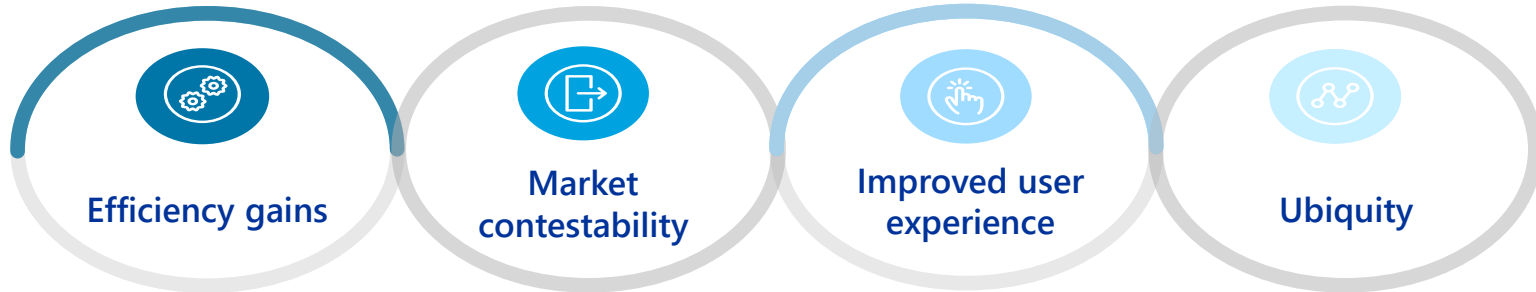 Efficiency gains
Market
contestability
Improved user
experience
Ubiquity